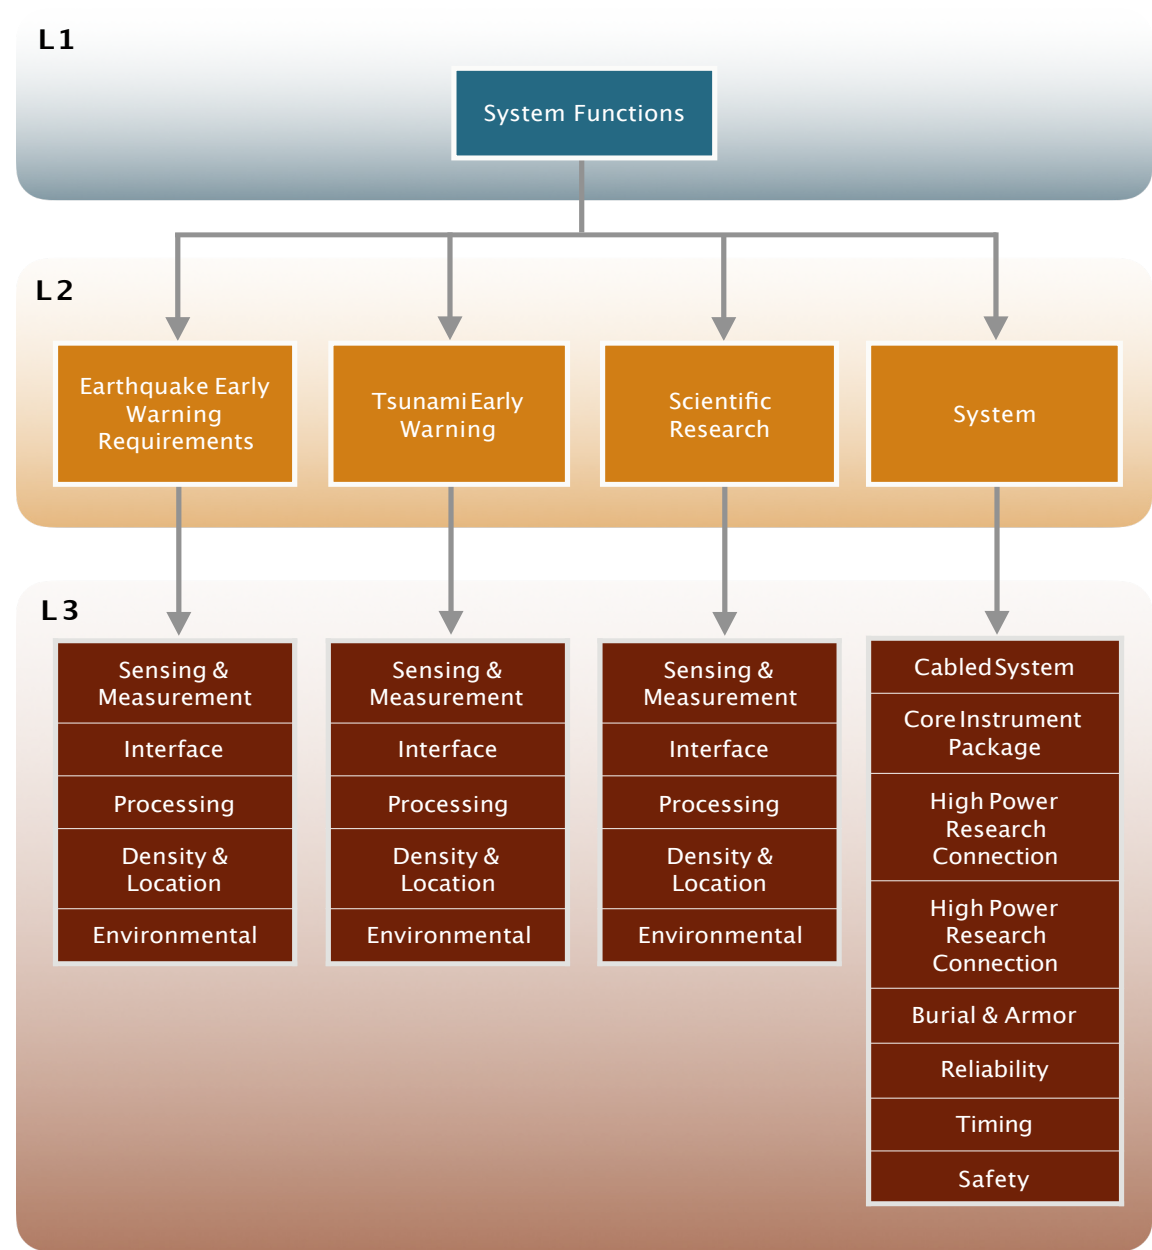 L1
System Functions
L2
Earthquake Early
Warning
Requirements
Tsunami Early
Warning
Scientific
Research
System
L3
Sensing &
Measurement
Interface
Processing
Density &
Location
Environmental
Sensing &
Measurement
Interface
Processing
Density &
Location
Environmental
Sensing &
Measurement
Interface
Processing
Density &
Location
Environmental
Cabled System
Core Instrument
Package
High Power
Research
Connection
High Power
Research
Connection
Burial & Armor
Reliability
Timing
Safety